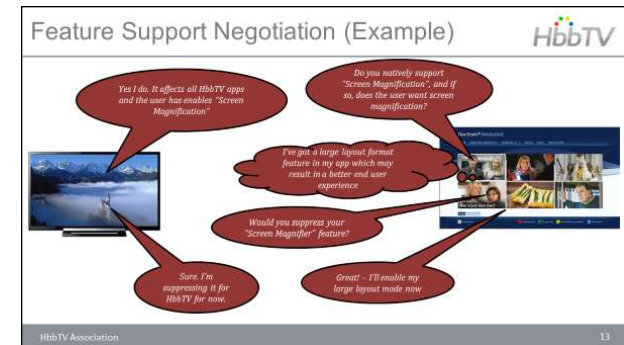 Feature Support Negotiation (Example)
HbbTV
Do you natively support
"Screen Magnification", and if
so, does the user want screen
magnification?
Yes I do. It affects all HbbTV apps
and the user has enables "Screen
Magnification"
I've got a large layout format
feature in my app which may
result in a better end user
experience
Would you suppress your
"Screen Magnifier" feature?
Sure. I'm
suppressing it for
HbbTV for now.
Great! – I'll enable my
large layout mode now
HbbTV Association
13